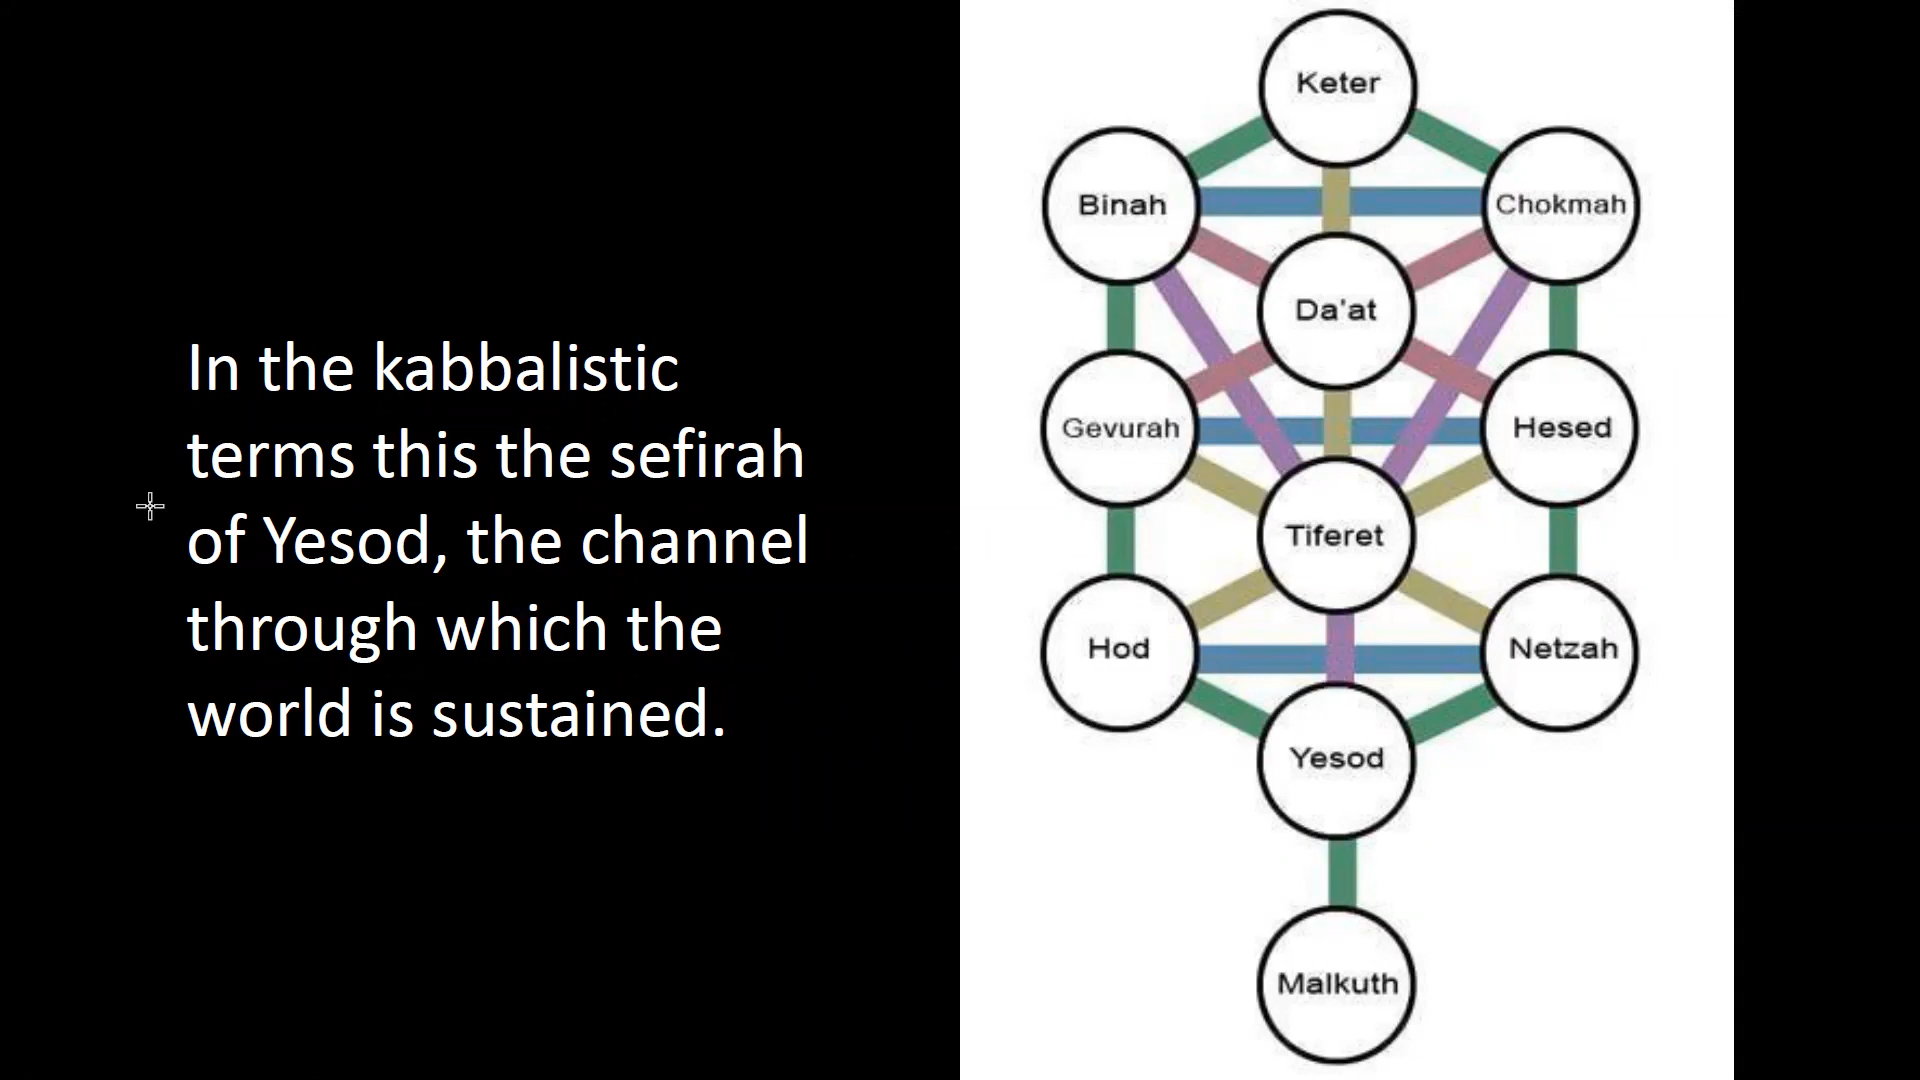 In the kabbalistic
terms this the sefirah
of Yesod, the channel
through which the
world is sustained.
Keter
Binah
Chokmah
Da'at
Gevurah
Hesed
Tiferet
Hod
Netzah
Yesod
Malkuth